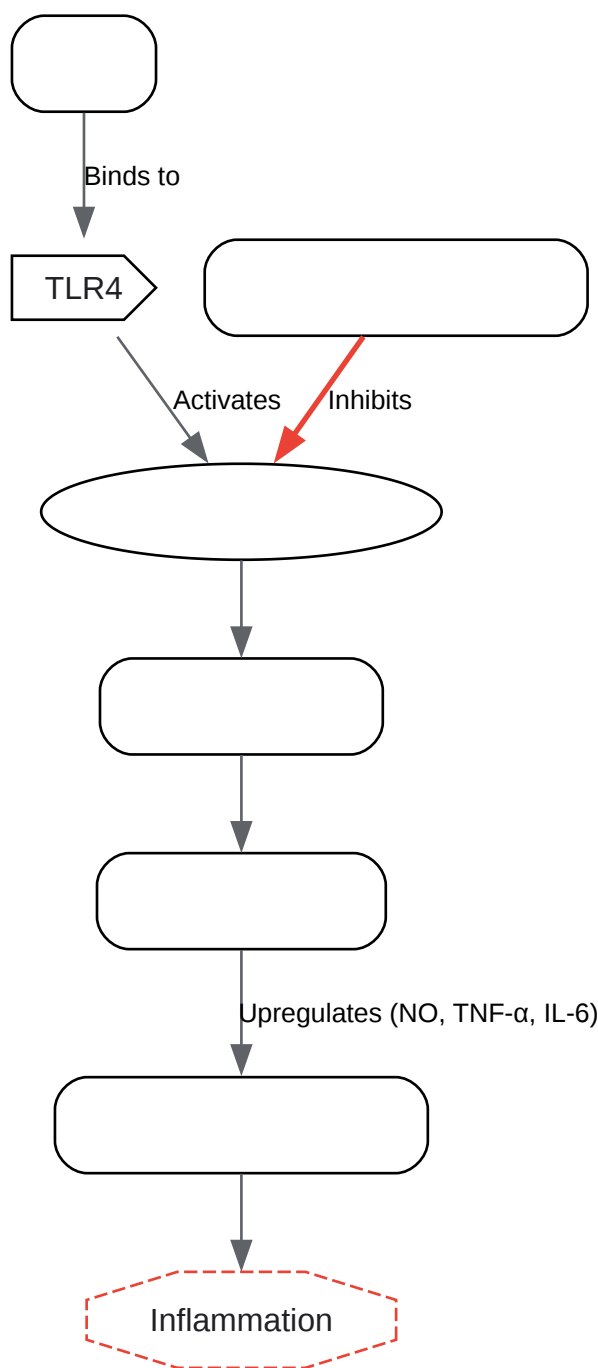 Binds to
TLR4
Activates
Inhibits
Upregulates (NO, TNF-α, IL-6)
Inflammation